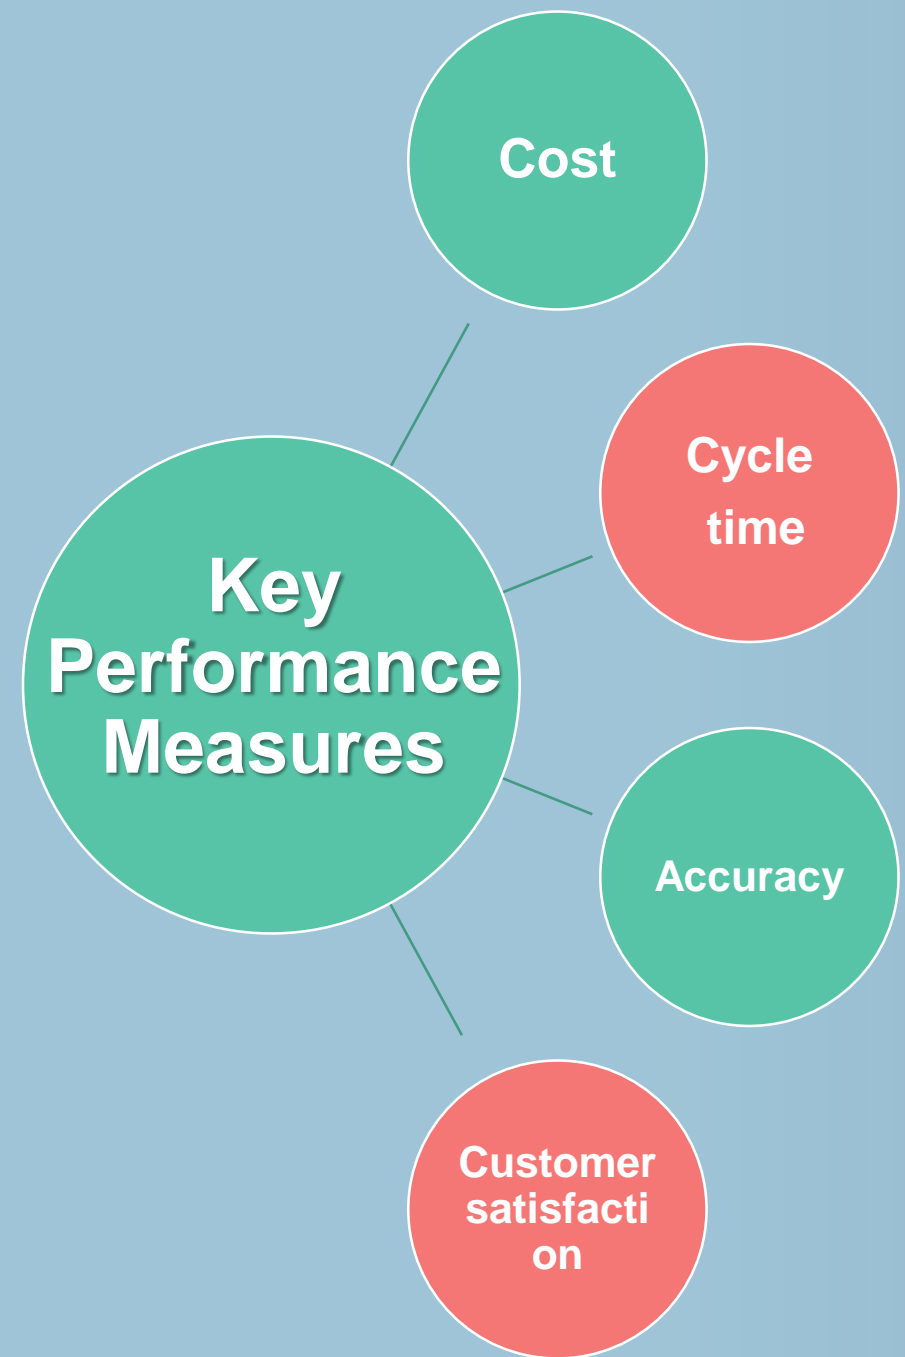 Cost
Cycle
time
Key
Performance
Measures
Accuracy
Customer
satisfacti
on